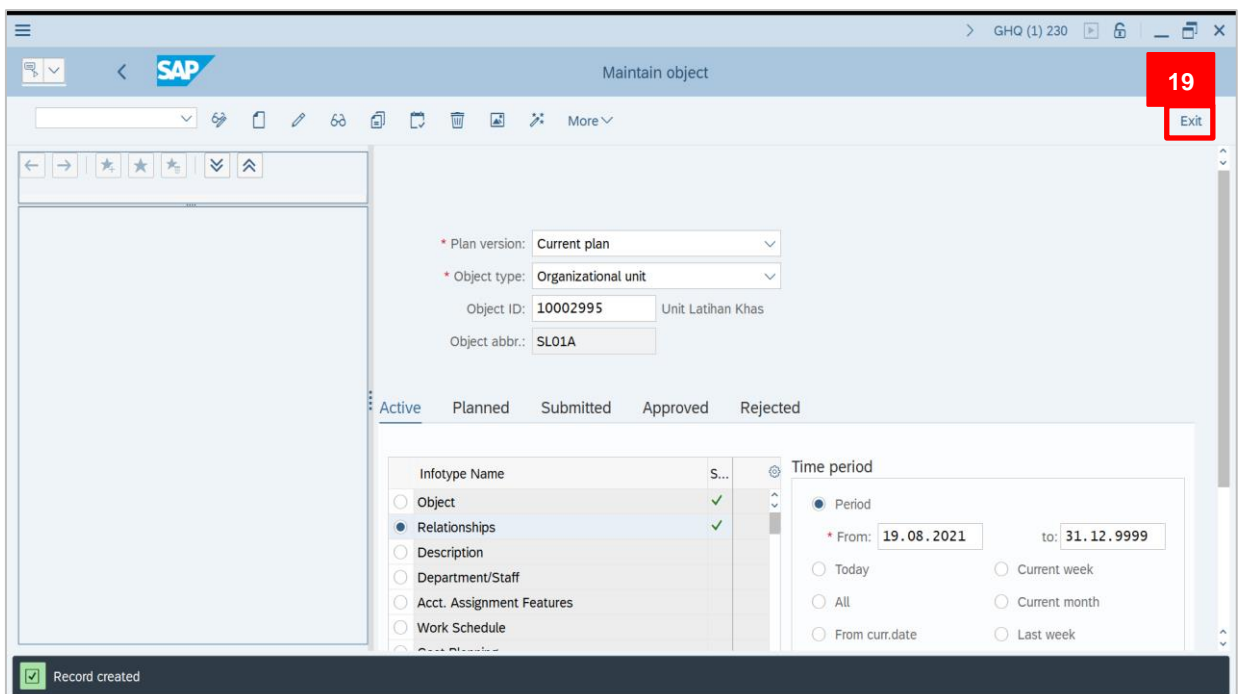 GHQ (1) 230
SAP
Maintain object
19
More
Exit
* Plan version: Current plan
* Object type: Organizational unit
Object ID: 10002995 Unit Latihan Khas
Object abbr.: SL01A
Active Planned Submitted Approved Rejected
Infotype Name S...
Time period
Object
Period
Relationships
* From: 19.08.2021 to: 31.12.9999
Description
Today Current week
Department/Staff
All Current month
Acct. Assignment Features
Work Schedule
From curr.date Last week
Record created